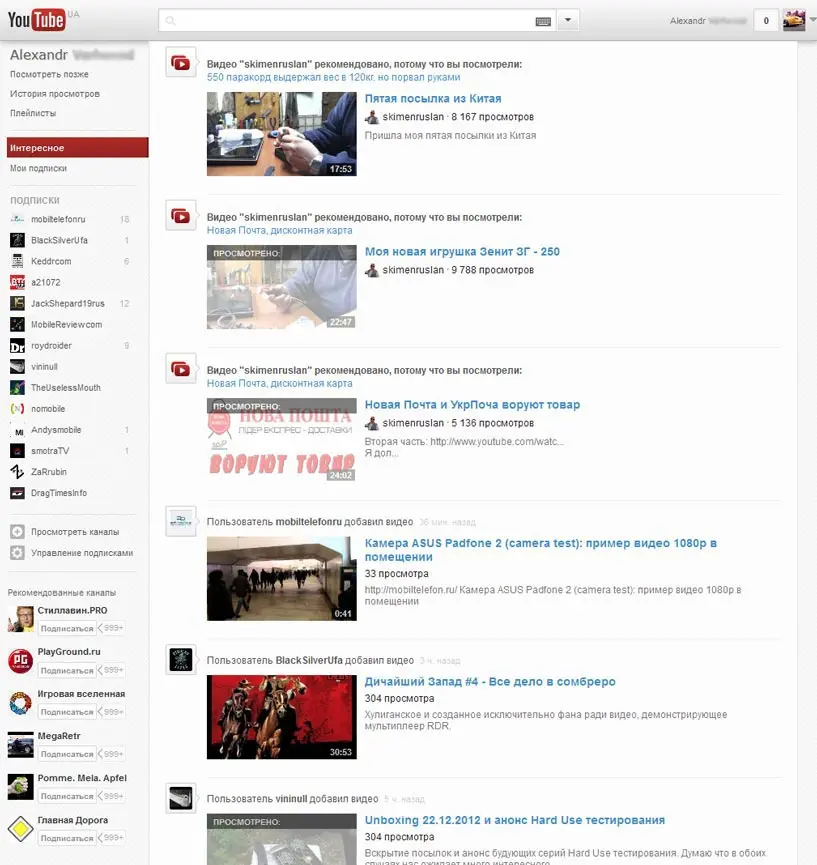 YouTube UA
Alexandr
0
Alexandr
Посмотреть позже
История просмотров
Плейлисты
Интересное
Мои подписки
ПОДПИСКИ
mobiltelefonru 18
BlackSilverUfa 1
Keddrcom 6
a21072
JackShepard19rus 12
MobileReviewcom
roydroider 9
vininull
TheUselessMouth
nomobile
Andysmobile 1
smotraTV 1
ZaRrubin
DragTimesInfo
Просмотреть каналы
Управление подписками
Рекомендованные каналы
Стиллавин.PRO
Подписаться 999+
PlayGround.ru
Подписаться 999+
Игровая вселенная
Подписаться 999+
MegaRetr
Подписаться 999+
Pomme. Mela. Apfel
Подписаться 999+
Главная Дорога
Подписаться 999+
Видео "skimenruslan" рекомендовано, потому что вы посмотрели:
550 паракорд выдержал вес в 120кг. но порвал руками
17:53
Пятая посылка из Китая
skimenruslan · 8 167 просмотров
Пришла моя пятая посылки из Китая
Видео "skimenruslan" рекомендовано, потому что вы посмотрели:
Новая Почта, дисконтная карта
ПРОСМОТРЕНО:
22:47
Моя новая игрушка Зенит ЗГ - 250
skimenruslan · 9 788 просмотров
Видео "skimenruslan" рекомендовано, потому что вы посмотрели:
Новая Почта, дисконтная карта
ПРОСМОТРЕНО:
НОВА ПОШТА
ЛІДЕР ЕКСПРЕС - ДОСТАВКИ
ВОРУЮТ ТОВАР
24:02
Новая Почта и УкрПоча воруют товар
skimenruslan · 5 136 просмотров
Вторая часть: http://www.youtube.com/watc...
Я дол...
Пользователь mobiltelefonru добавил видео 36 мин. назад
0:41
Камера ASUS Padfone 2 (camera test): пример видео 1080p в
помещении
33 просмотра
http://mobiltelefon.ru/ Камера ASUS Padfone 2 (camera test): пример видео 1080p в
помещении
Пользователь BlackSilverUfa добавил видео 3 ч. назад
30:53
Дичайший Запад #4 - Все дело в сомбреро
304 просмотра
Хулиганское и созданное исключительно фана ради видео, демонстрирующее
мультиплеер RDR.
Пользователь vininull добавил видео 5 ч. назад
ПРОСМОТРЕНО:
Unboxing 22.12.2012 и анонс Hard Use тестирования
304 просмотра
Вскрытие посылок и анонс будующих серий Hard Use тестирования. Думаю что в обоих
случаях нас ожидает много интересного